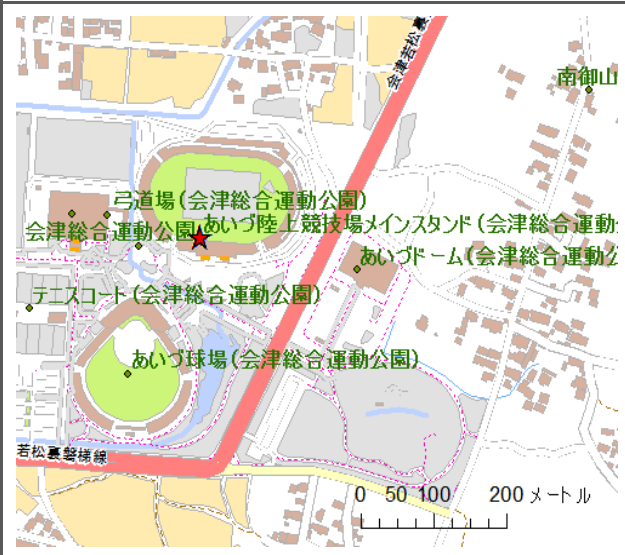 会津若松裏
南御山
弓道場(会津総合運動公園)
会津総合運動公園
あいづ陸上競技場メインスタンド(会津総合運動
あいづドーム(会津総合運動公
テニスコート(会津総合運動公園)
あいづ球場(会津総合運動公園)
若松裏磐梯線
0 50 100 200 メートル